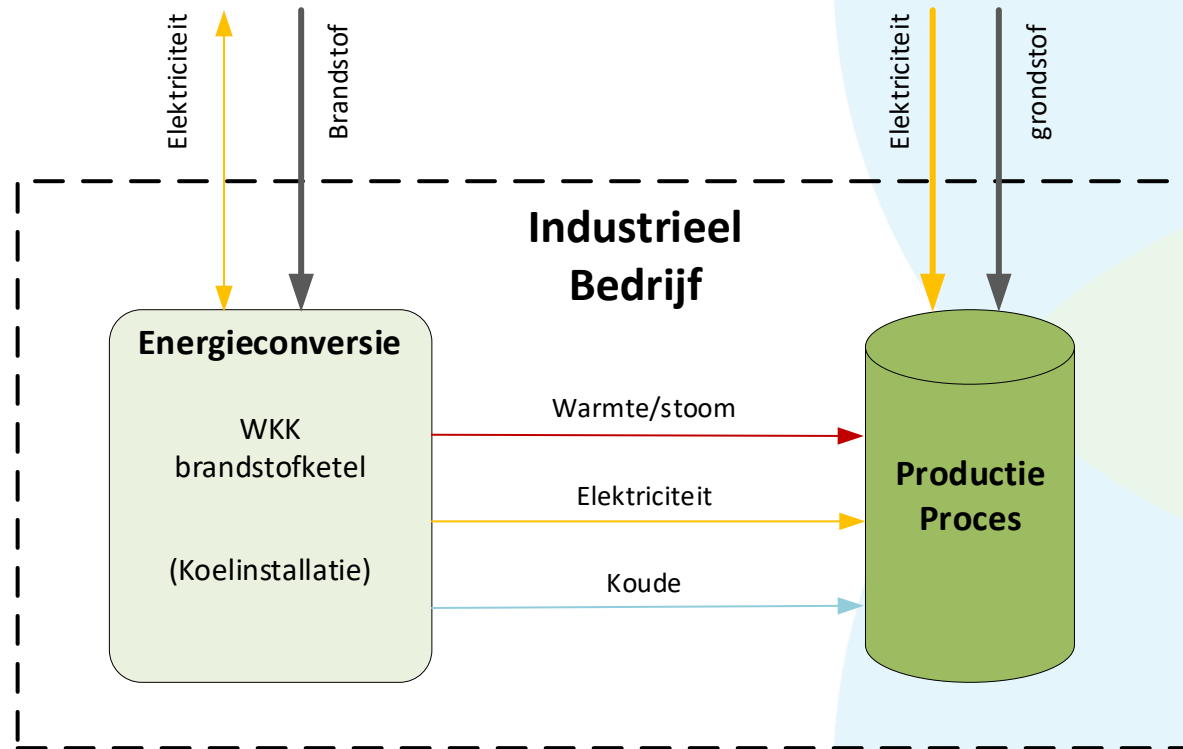 Elektriciteit
Brandstof
Elektriciteit
grondstof
Industrieel
Bedrijf
Energieconversie
WKK
brandstofketel
(Koelinstallatie)
Warmte/stoom
Elektriciteit
Koude
Productie
Proces